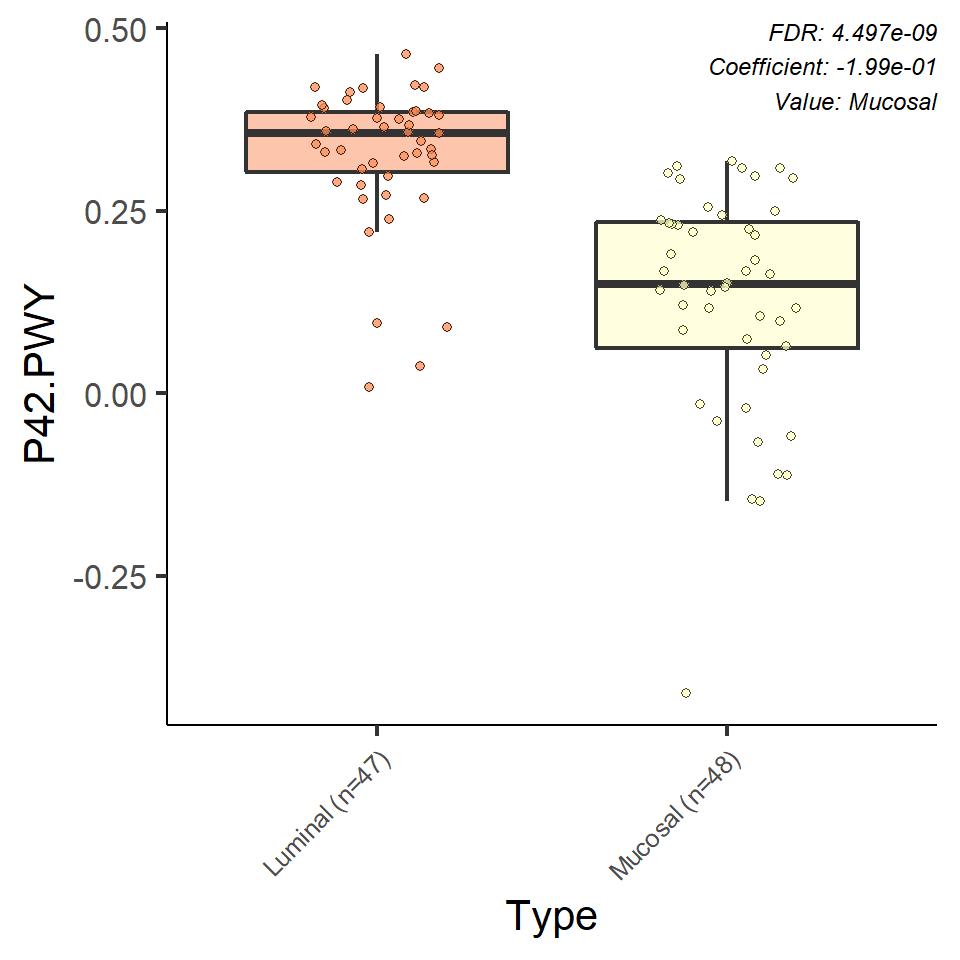 FDR: 4.497e-09
Coefficient: -1.99e-01
Value: Mucosal
P42.PWY
0.50
0.25
0.00
-0.25
Luminal (n=47)
Mucosal (n=48)
Type